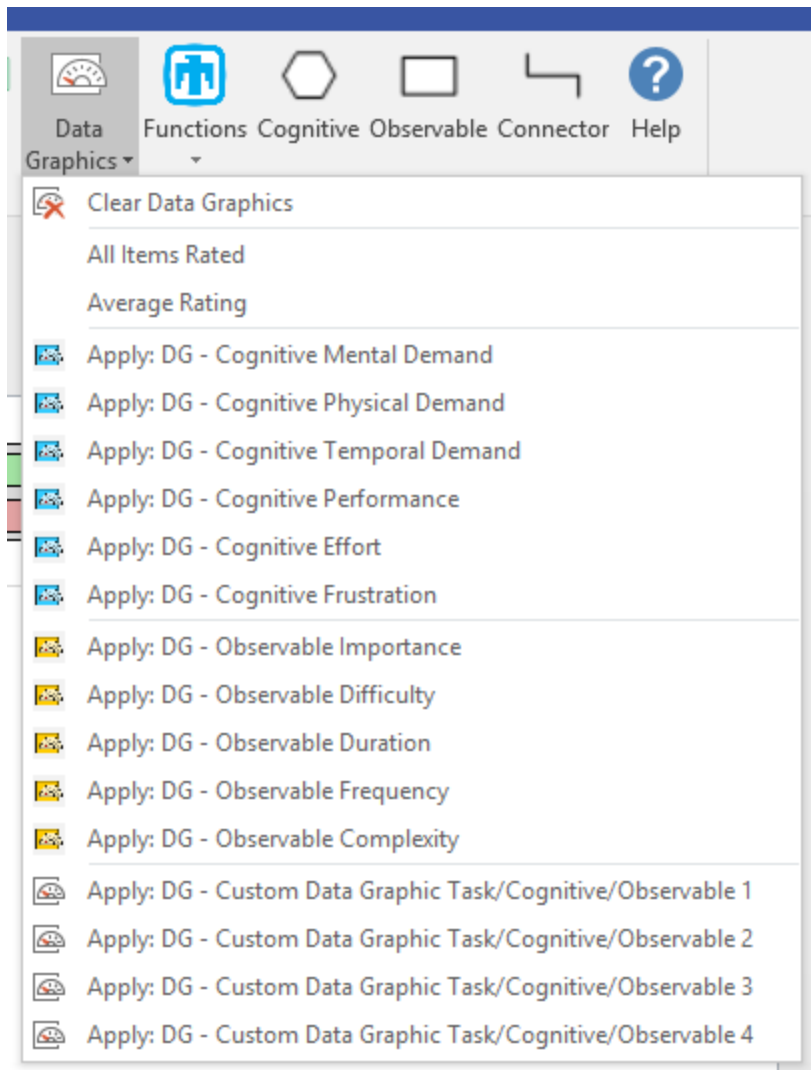 Data Graphics
Functions
Cognitive
Observable
Connector
Help
Clear Data Graphics
All Items Rated
Average Rating
Apply: DG - Cognitive Mental Demand
Apply: DG - Cognitive Physical Demand
Apply: DG - Cognitive Temporal Demand
Apply: DG - Cognitive Performance
Apply: DG - Cognitive Effort
Apply: DG - Cognitive Frustration
Apply: DG - Observable Importance
Apply: DG - Observable Difficulty
Apply: DG - Observable Duration
Apply: DG - Observable Frequency
Apply: DG - Observable Complexity
Apply: DG - Custom Data Graphic Task/Cognitive/Observable 1
Apply: DG - Custom Data Graphic Task/Cognitive/Observable 2
Apply: DG - Custom Data Graphic Task/Cognitive/Observable 3
Apply: DG - Custom Data Graphic Task/Cognitive/Observable 4